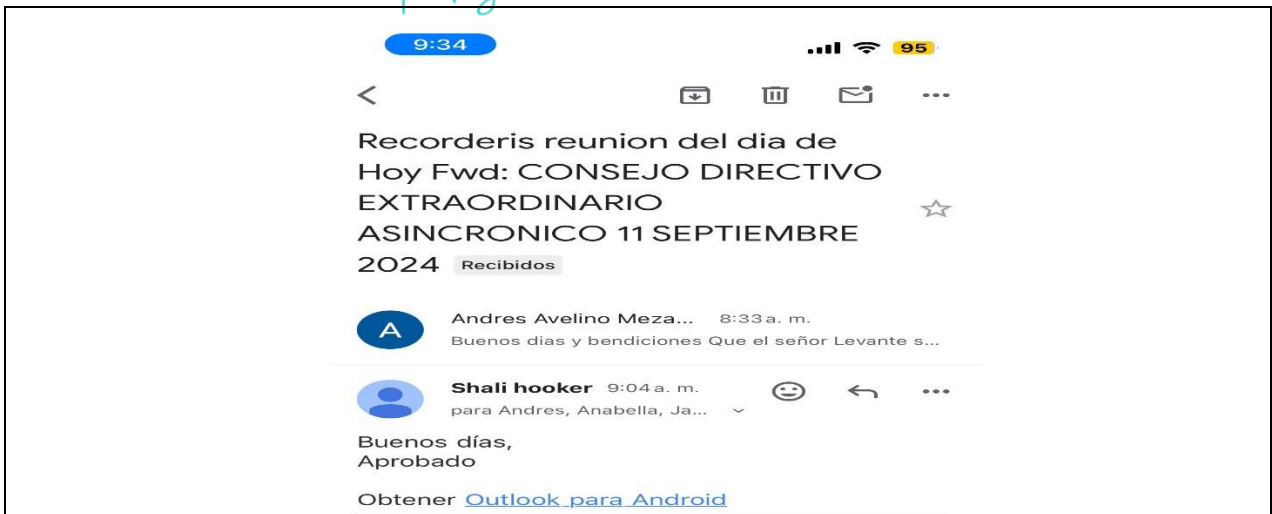 9:34
95
Recorderis reunion del dia de
Hoy Fwd: CONSEJO DIRECTIVO
EXTRAORDINARIO
ASINCRONICO 11 SEPTIEMBRE
2024 Recibidos
A
Andres Avelino Meza... 8:33 a. m.
Buenos dias y bendiciones Que el señor Levante s...
Shali hooker 9:04 a. m.
para Andres, Anabella, Ja...
Buenos días,
Aprobado
Obtener Outlook para Android